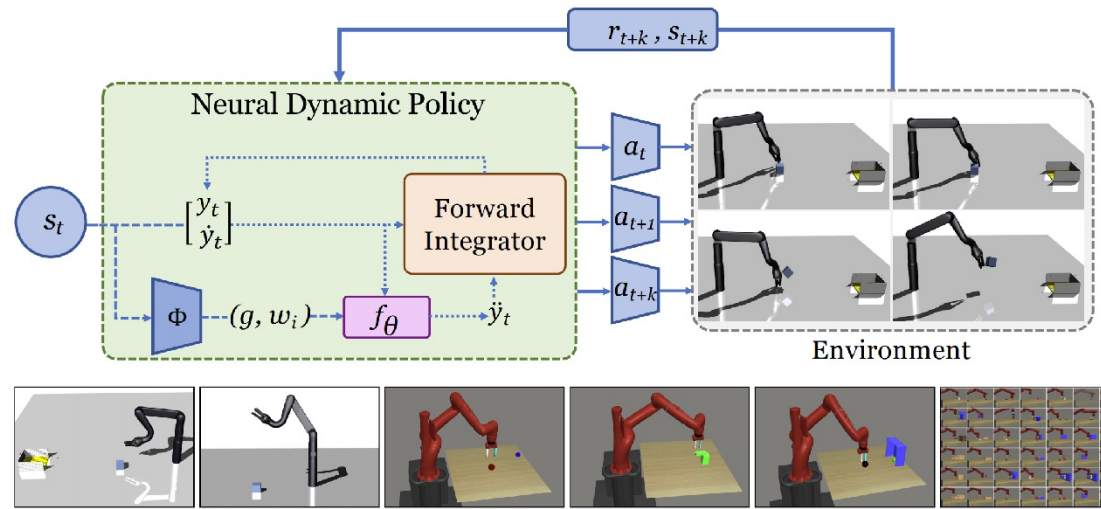 r_{t+k} , s_{t+k}
Neural Dynamic Policy
s_t
y_t
ẏ_t
Forward
Integrator
Φ
(g, w_i)
f_θ
ÿ_t
a_t
a_{t+1}
a_{t+k}
Environment